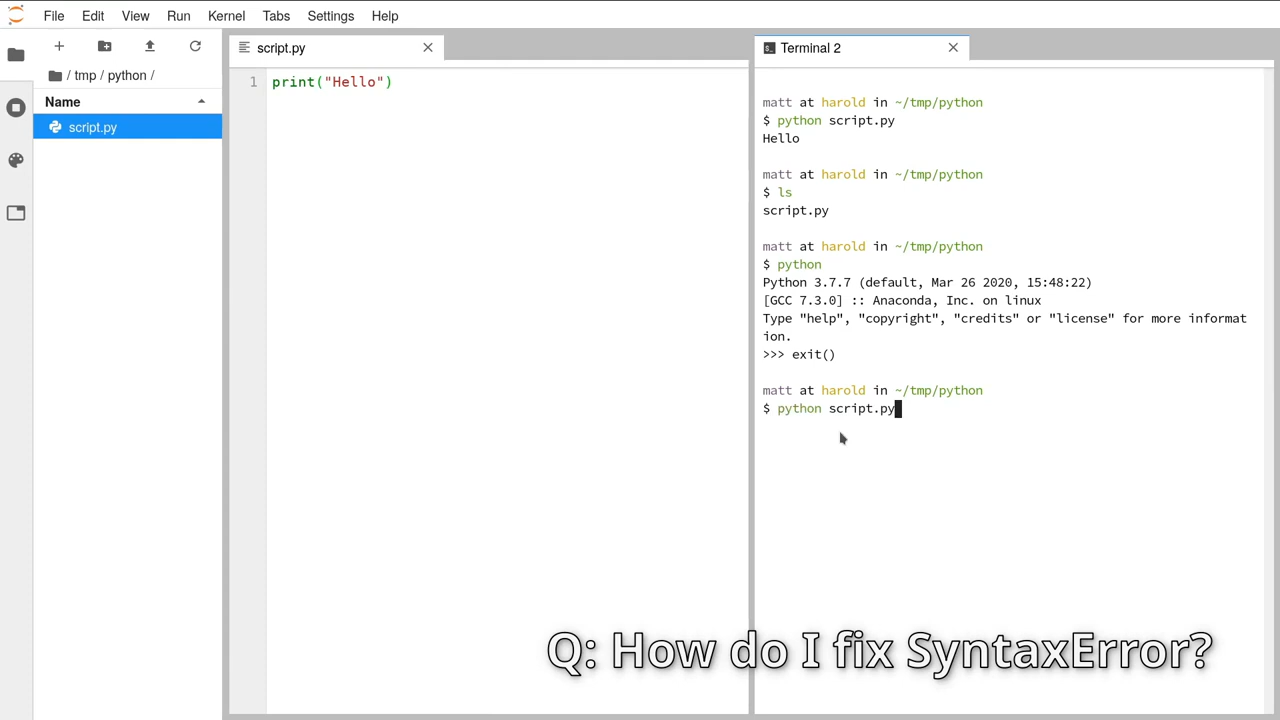 File Edit View Run Kernel Tabs Settings Help
script.py
Terminal 2
/ tmp / python /
Name
script.py
1 print("Hello")
matt at harold in ~/tmp/python
$ python script.py
Hello
matt at harold in ~/tmp/python
$ ls
script.py
matt at harold in ~/tmp/python
$ python
Python 3.7.7 (default, Mar 26 2020, 15:48:22)
[GCC 7.3.0] :: Anaconda, Inc. on linux
Type "help", "copyright", "credits" or "license" for more informat
ion.
>>> exit()
matt at harold in ~/tmp/python
$ python script.py
Q: How do I fix SyntaxError?